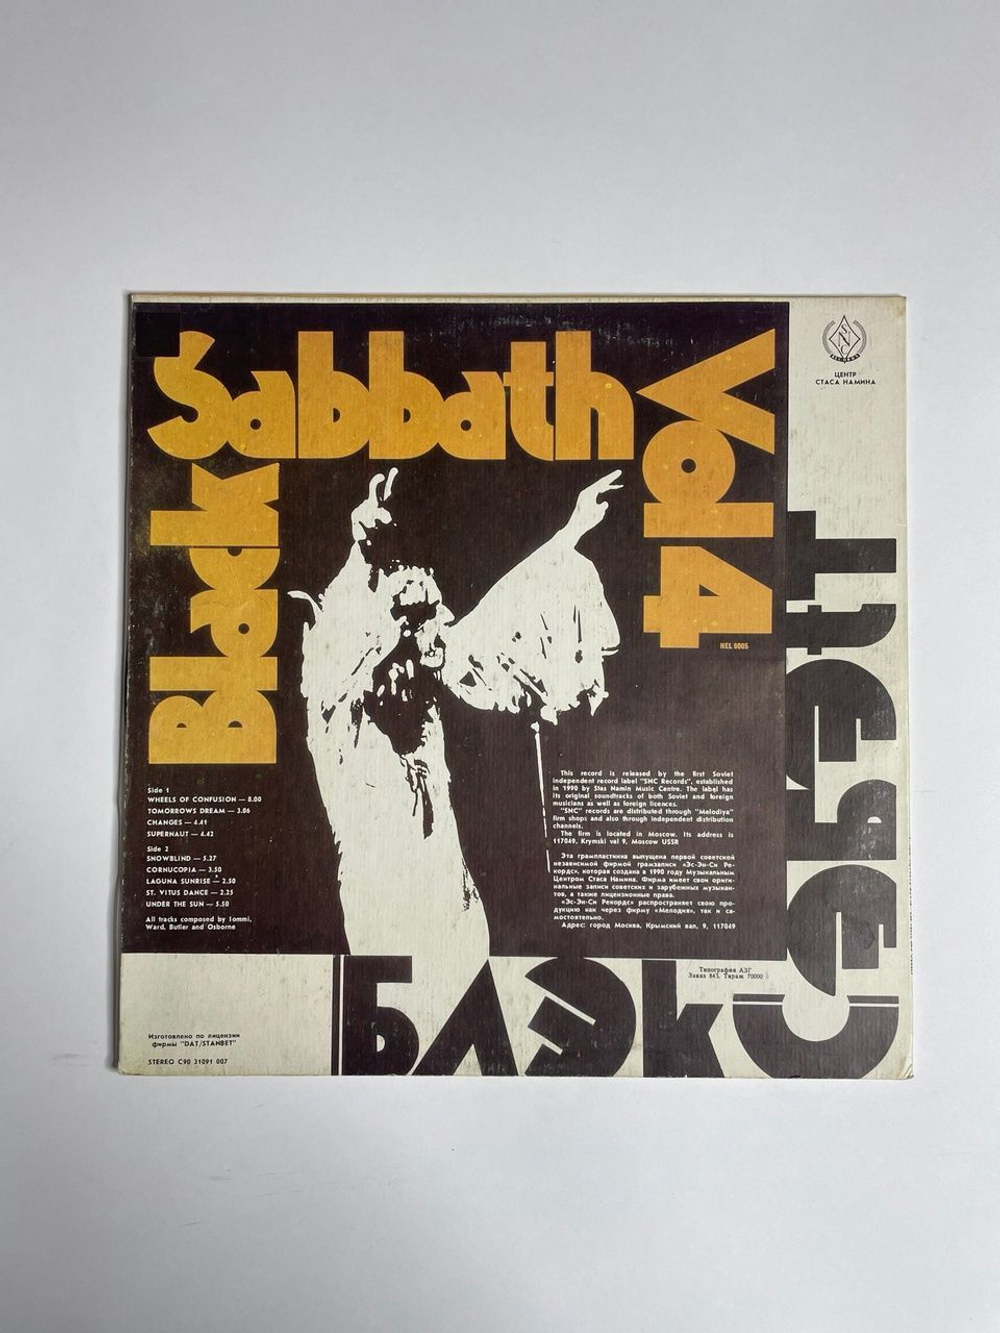 Black Sabbath Vol 4
NEL 6005
SNC
RECORDS
ЦЕНТР
СТАСА НАМИНА
Side 1
WHEELS OF CONFUSION — 8.00
TOMORROWS DREAM — 3.06
CHANGES — 4.41
SUPERNAUT — 4.42
Side 2
SNOWBLIND — 5.27
CORNUCOPIA — 3.50
LAGUNA SUNRISE — 2.50
ST. VITUS DANCE — 2.25
UNDER THE SUN — 5.50
All tracks composed by Iommi,
Ward, Butler and Osborne
This record is released by the first Soviet
independent record label "SNC Records", established
in 1990 by Stas Namin Music Centre. The label has
its original soundtracks of both Soviet and foreign
musicians as well as foreign licences.
"SNC" records are distributed through "Melodiya"
firm shops and also through independent distribution
channels.
The firm is located in Moscow. Its address is
117049, Krymski val 9, Moscow USSR
Эта грампластинка выпущена первой советской
независимой фирмой грамзаписи «Эс-Эн-Си Ре-
кордс», которая создана в 1990 году Музыкальным
Центром Стаса Намина. Фирма имеет свои ориги-
нальные записи советских и зарубежных музыкан-
тов, а также лицензионные права.
«Эс-Эн-Си Рекордс» распространяет свою про-
дукцию как через фирму «Мелодия», так и са-
мостоятельно.
Адрес: город Москва, Крымский вал, 9, 117049
Типография АЗГ
Заказ 843. Тираж 70000
БЛЭК
СЭБЭТТ
Изготовлено по лицензии
фирмы "DAT/STANBET"
STEREO C90 31091 007